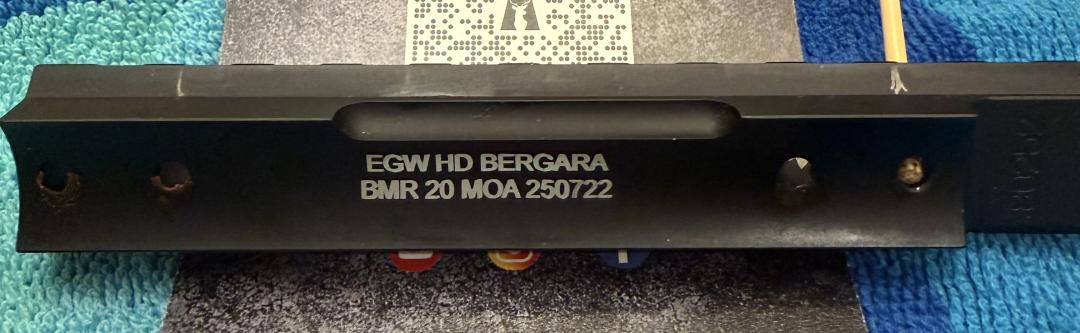 EGW HD BERGARA
BMR 20 MOA 250722